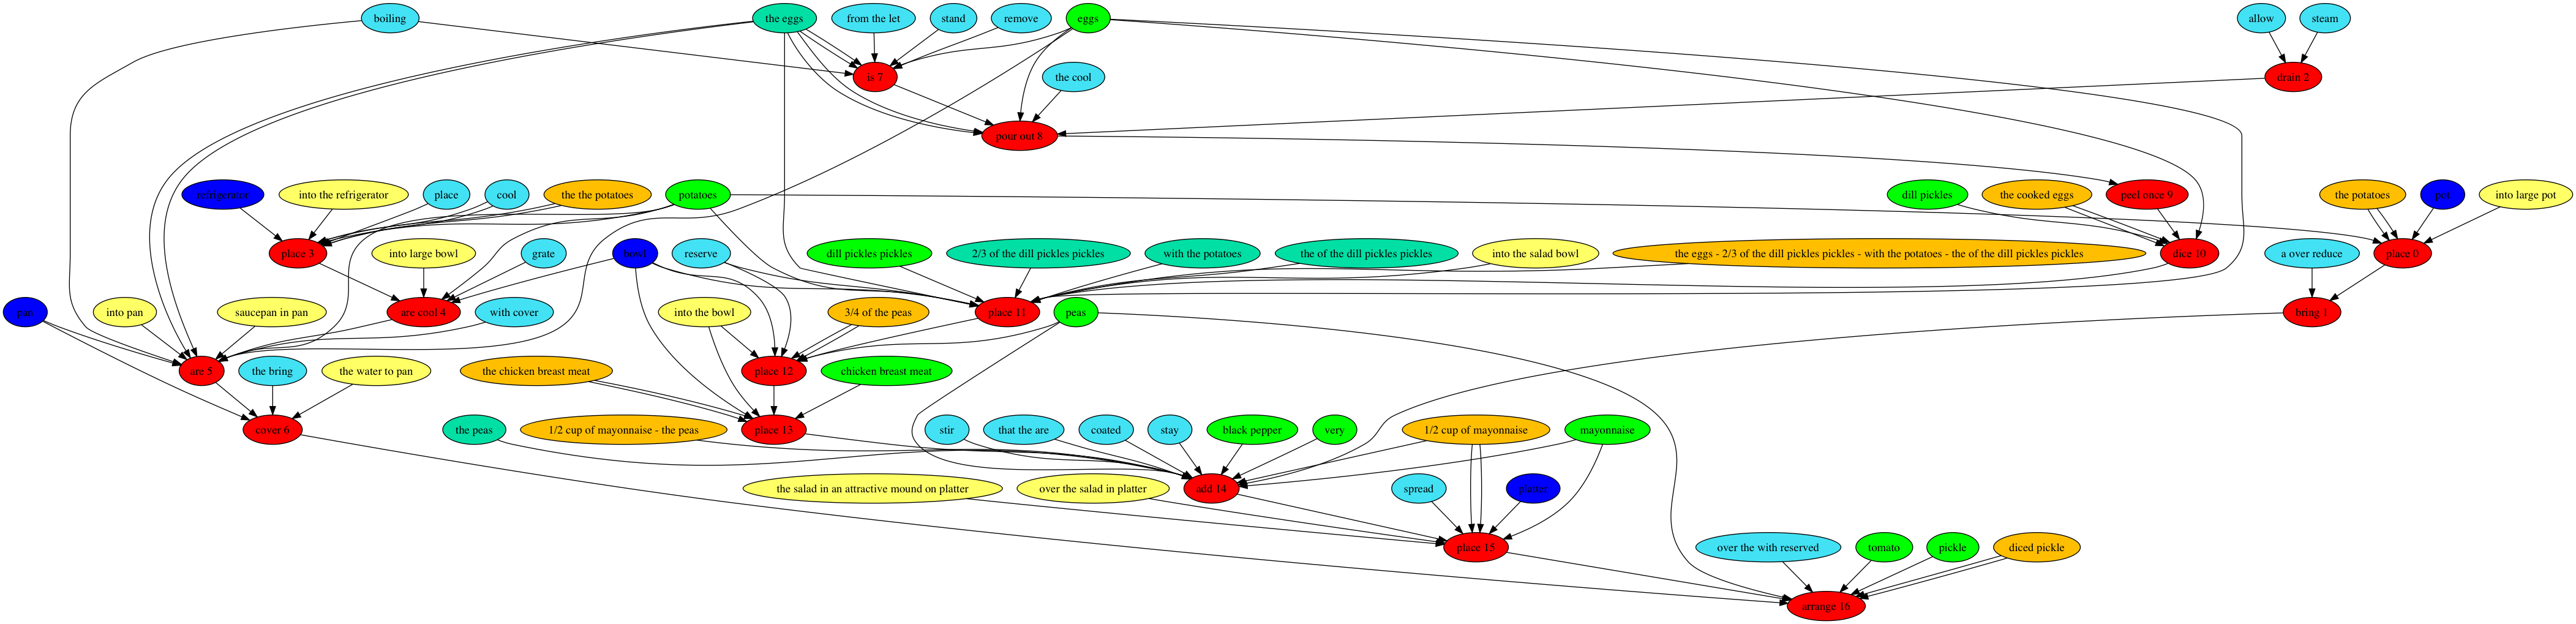 boiling
the eggs
from the let
stand
remove
eggs
allow
steam
is 7
the cool
drain 2
pour out 8
refrigerator
into the refrigerator
place
cool
the the potatoes
potatoes
dill pickles
the cooked eggs
peel once 9
the potatoes
pot
into large pot
place 3
into large bowl
grate
bowl
reserve
dill pickles pickles
2/3 of the dill pickles pickles
with the potatoes
the of the dill pickles pickles
into the salad bowl
the eggs - 2/3 of the dill pickles pickles - with the potatoes - the of the dill pickles pickles
dice 10
a over reduce
place 0
pan
into pan
saucepan in pan
are cool 4
with cover
into the bowl
3/4 of the peas
place 11
peas
bring 1
are 5
the bring
the water to pan
the chicken breast meat
place 12
chicken breast meat
cover 6
the peas
1/2 cup of mayonnaise - the peas
place 13
stir
that the are
coated
stay
black pepper
very
1/2 cup of mayonnaise
mayonnaise
the salad in an attractive mound on platter
over the salad in platter
add 14
spread
platter
place 15
over the with reserved
tomato
pickle
diced pickle
arrange 16